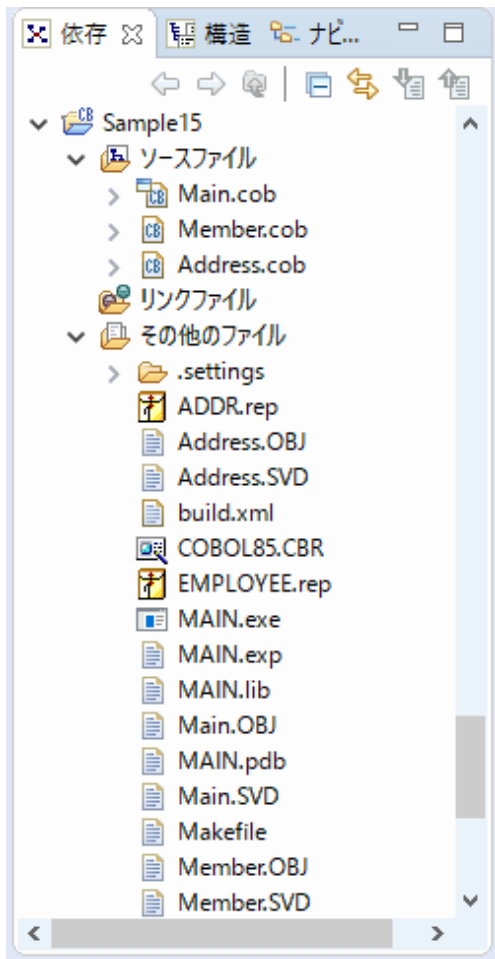 依存 構造 ナビ...
Sample15
ソースファイル
Main.cob
Member.cob
Address.cob
リンクファイル
その他のファイル
.settings
ADDR.rep
Address.OBJ
Address.SVD
build.xml
COBOL85.CBR
EMPLOYEE.rep
MAIN.exe
MAIN.exp
MAIN.lib
Main.OBJ
MAIN.pdb
Main.SVD
Makefile
Member.OBJ
Member.SVD